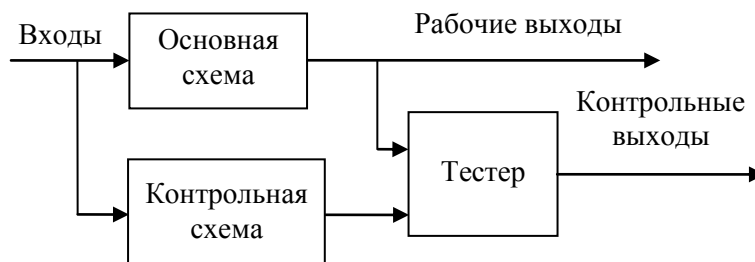 Входы
Основная
схема
Рабочие выходы
Контрольные
выходы
Тестер
Контрольная
схема